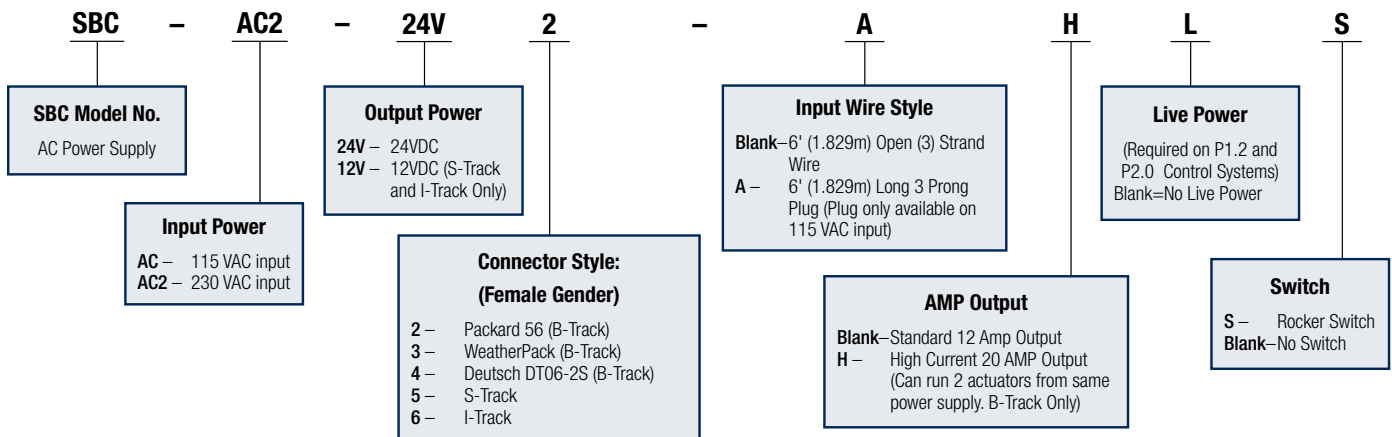 SBC – AC2 – 24V 2 – A H L S
SBC Model No.
AC Power Supply
Input Power
AC – 115 VAC input
AC2 – 230 VAC input
Output Power
24V – 24VDC
12V – 12VDC (S-Track
and I-Track Only)
Connector Style:
(Female Gender)
2 – Packard 56 (B-Track)
3 – WeatherPack (B-Track)
4 – Deutsch DT06-2S (B-Track)
5 – S-Track
6 – I-Track
Input Wire Style
Blank–6' (1.829m) Open (3) Strand
Wire
A – 6' (1.829m) Long 3 Prong
Plug (Plug only available on
115 VAC input)
AMP Output
Blank–Standard 12 Amp Output
H – High Current 20 AMP Output
(Can run 2 actuators from same
power supply. B-Track Only)
Live Power
(Required on P1.2 and
P2.0 Control Systems)
Blank=No Live Power
Switch
S – Rocker Switch
Blank–No Switch